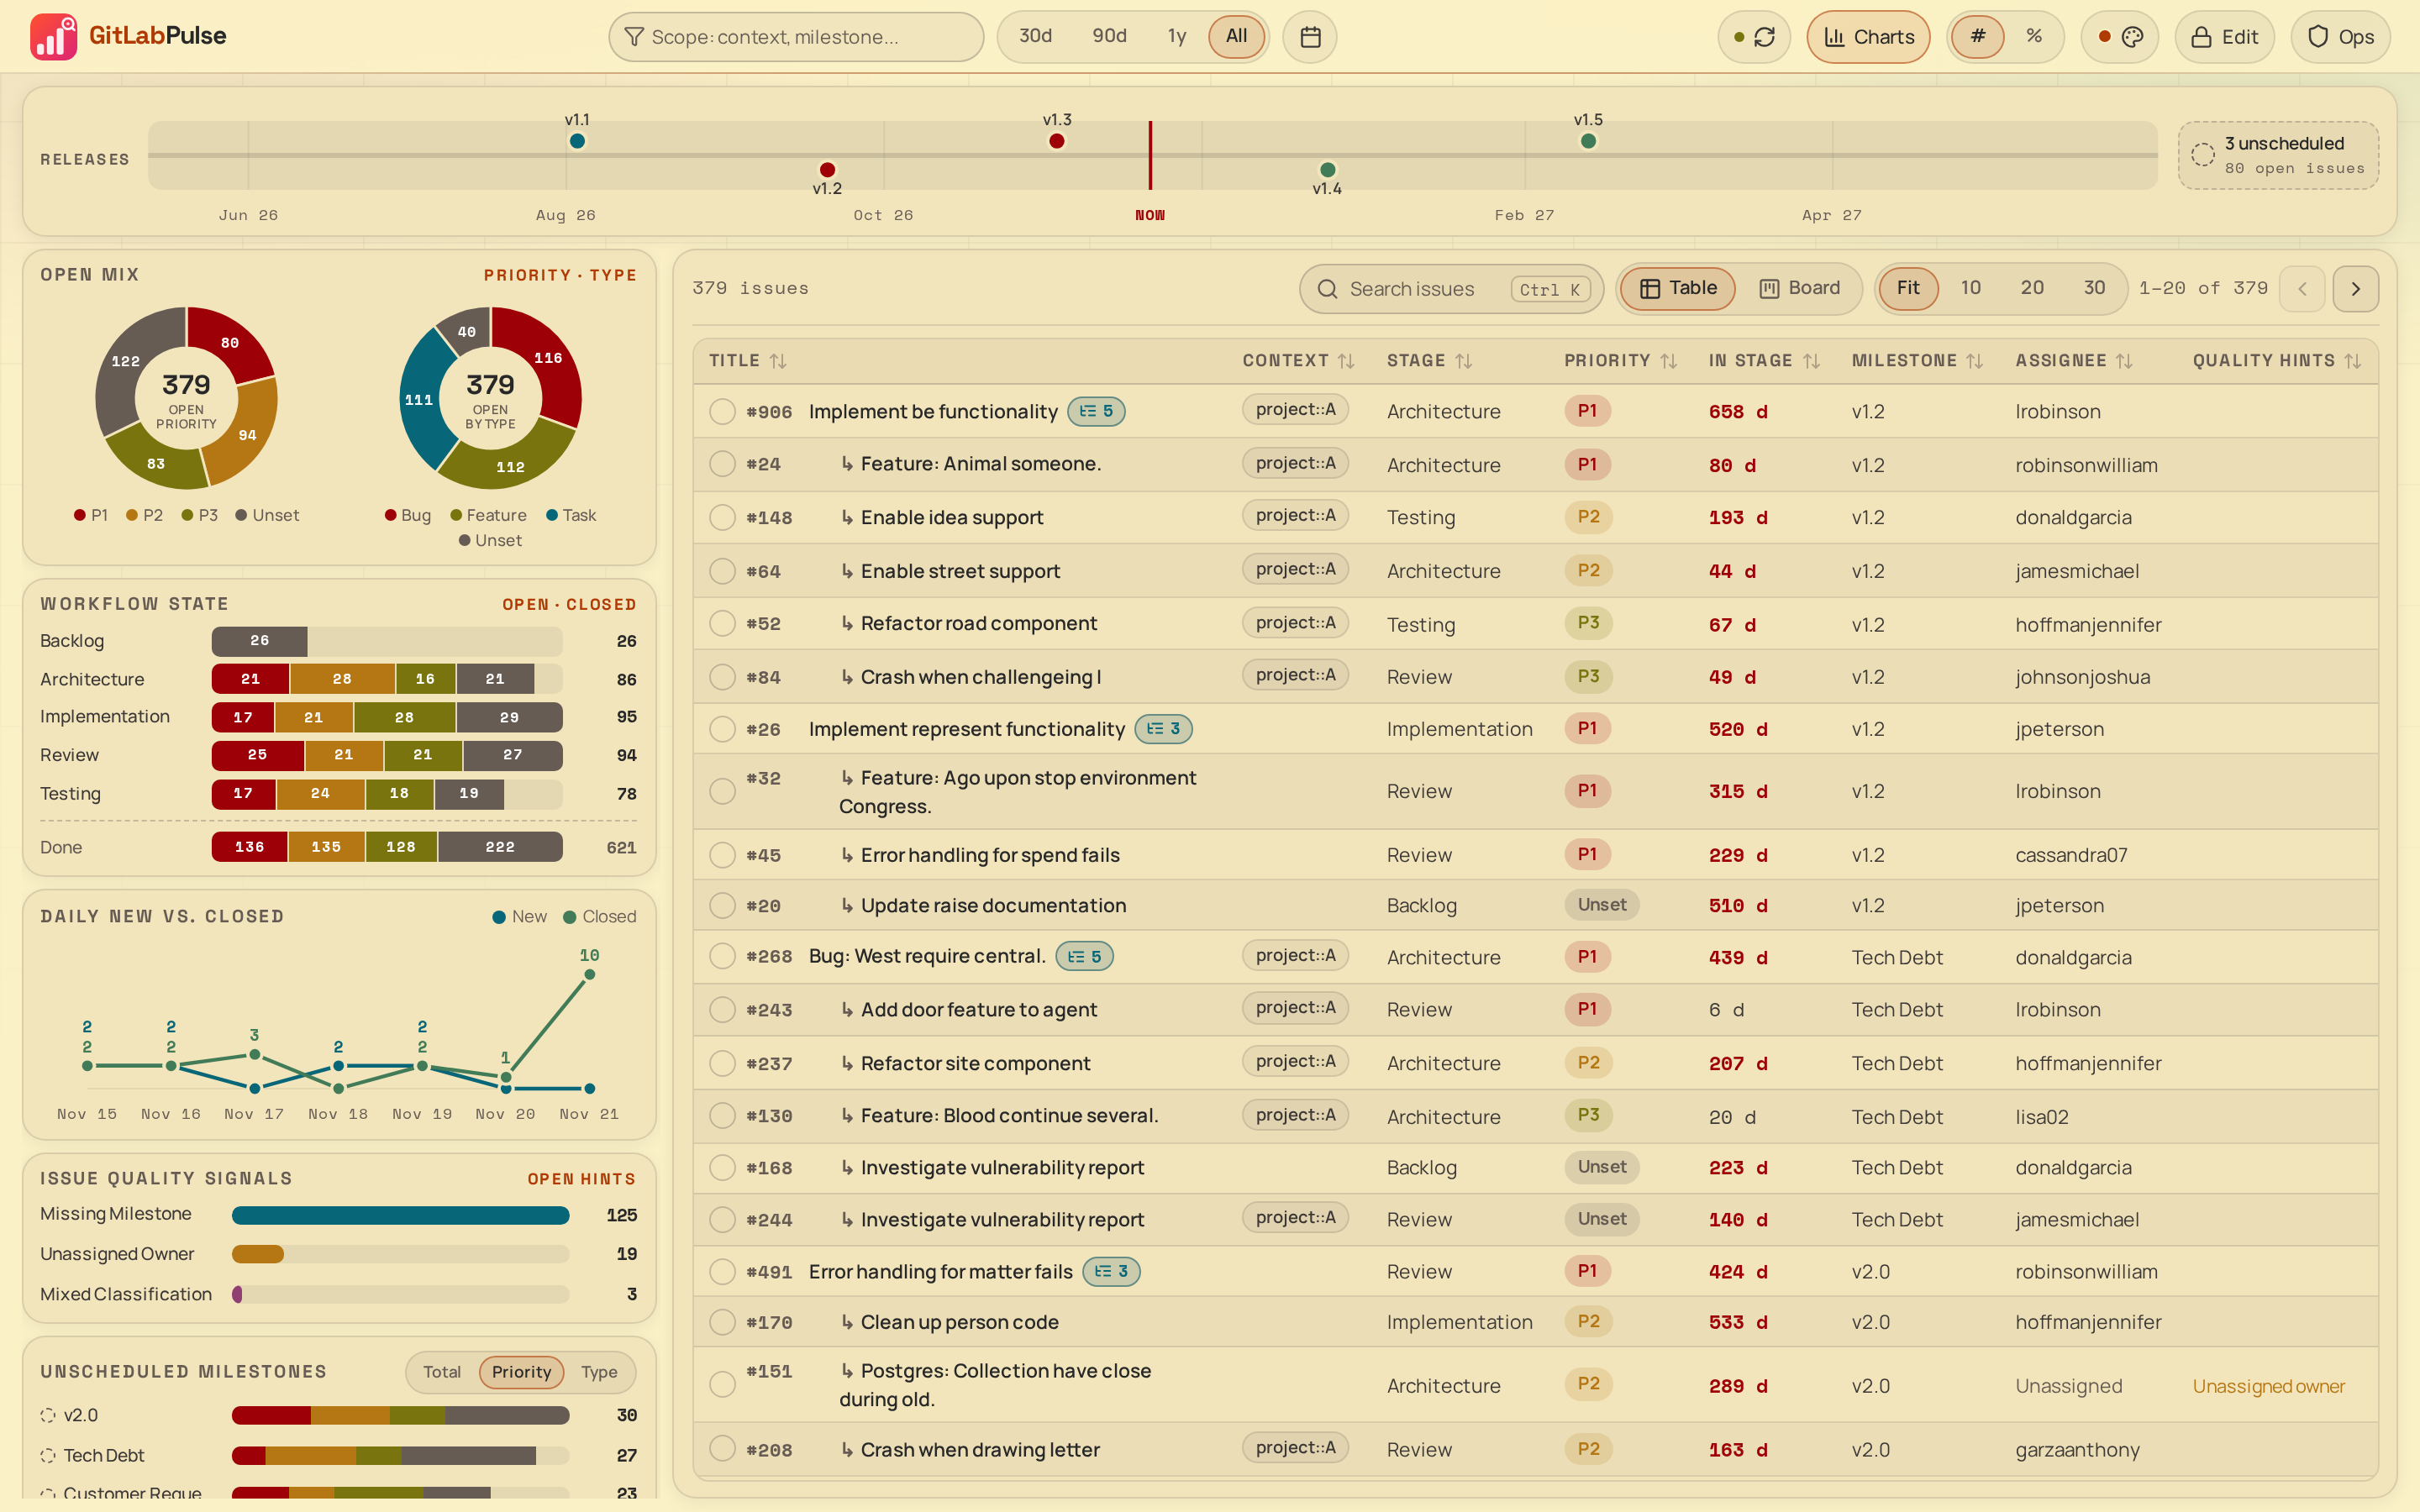 GitLabPulse
Scope: context, milestone...
30d 90d 1y All
Charts
# %
Edit
Ops
RELEASES
v1.1 v1.3 v1.5
v1.2 v1.4
Jun 26 Aug 26 Oct 26 NOW Feb 27 Apr 27
3 unscheduled
80 open issues
OPEN MIX PRIORITY · TYPE
80
94
83
122
379
OPEN
PRIORITY
P1 P2 P3 Unset
116
112
111
40
379
OPEN
BY TYPE
Bug Feature Task
Unset
WORKFLOW STATE OPEN · CLOSED
Backlog 26 26
Architecture 21 28 16 21 86
Implementation 17 21 28 29 95
Review 25 21 21 27 94
Testing 17 24 18 19 78
Done 136 135 128 222 621
DAILY NEW VS. CLOSED New Closed
2 2 3 2 2 1 10
2 2 2
Nov 15 Nov 16 Nov 17 Nov 18 Nov 19 Nov 20 Nov 21
ISSUE QUALITY SIGNALS OPEN HINTS
Missing Milestone 125
Unassigned Owner 19
Mixed Classification 3
UNSCHEDULED MILESTONES Total Priority Type
v2.0 30
Tech Debt 27
Customer Reque 23
379 issues
Search issues Ctrl K
Table Board
Fit 10 20 30
1–20 of 379
TITLE CONTEXT STAGE PRIORITY IN STAGE MILESTONE ASSIGNEE QUALITY HINTS
#906 Implement be functionality 5 project::A Architecture P1 658 d v1.2 lrobinson
#24 ↳ Feature: Animal someone. project::A Architecture P1 80 d v1.2 robinsonwilliam
#148 ↳ Enable idea support project::A Testing P2 193 d v1.2 donaldgarcia
#64 ↳ Enable street support project::A Architecture P2 44 d v1.2 jamesmichael
#52 ↳ Refactor road component project::A Testing P3 67 d v1.2 hoffmanjennifer
#84 ↳ Crash when challengeing l project::A Review P3 49 d v1.2 johnsonjoshua
#26 Implement represent functionality 3 Implementation P1 520 d v1.2 jpeterson
#32 ↳ Feature: Ago upon stop environment
Congress. Review P1 315 d v1.2 lrobinson
#45 ↳ Error handling for spend fails Review P1 229 d v1.2 cassandra07
#20 ↳ Update raise documentation Backlog Unset 510 d v1.2 jpeterson
#268 Bug: West require central. 5 project::A Architecture P1 439 d Tech Debt donaldgarcia
#243 ↳ Add door feature to agent project::A Review P1 6 d Tech Debt lrobinson
#237 ↳ Refactor site component project::A Architecture P2 207 d Tech Debt hoffmanjennifer
#130 ↳ Feature: Blood continue several. project::A Architecture P3 20 d Tech Debt lisa02
#168 ↳ Investigate vulnerability report Backlog Unset 223 d Tech Debt donaldgarcia
#244 ↳ Investigate vulnerability report project::A Review Unset 140 d Tech Debt jamesmichael
#491 Error handling for matter fails 3 Review P1 424 d v2.0 robinsonwilliam
#170 ↳ Clean up person code Implementation P2 533 d v2.0 hoffmanjennifer
#151 ↳ Postgres: Collection have close
during old. Architecture P2 289 d v2.0 Unassigned Unassigned owner
#208 ↳ Crash when drawing letter project::A Review P2 163 d v2.0 garzaanthony